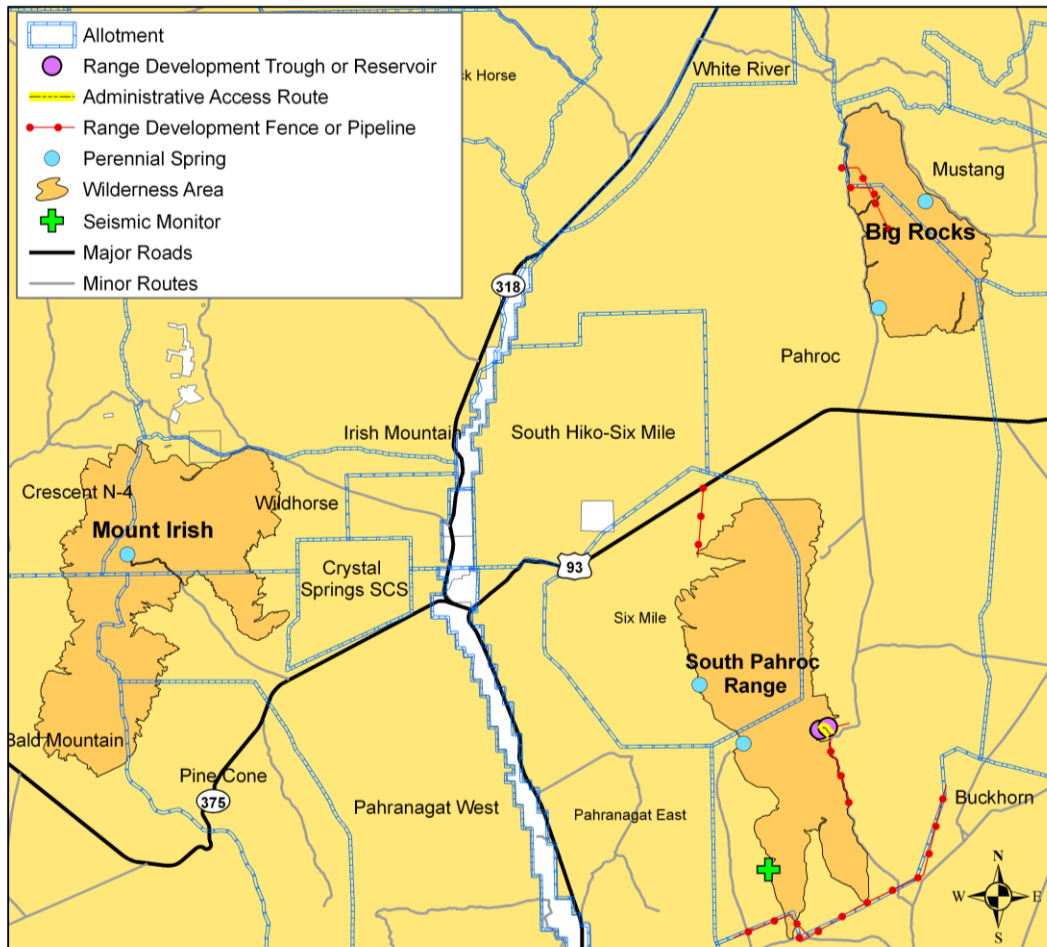 Allotment
Range Development Trough or Reservoir
Administrative Access Route
Range Development Fence or Pipeline
Perennial Spring
Wilderness Area
Seismic Monitor
Major Roads
Minor Routes
White River
Horse
Mustang
Big Rocks
318
Pahroc
Irish Mountain
South Hiko-Six Mile
Crescent N-4
Wildhorse
Mount Irish
Crystal
Springs SCS
93
Six Mile
South Pahroc
Range
Bald Mountain
Pine Cone
375
Pahranagat West
Pahranagat East
Buckhorn
N
W
E
S